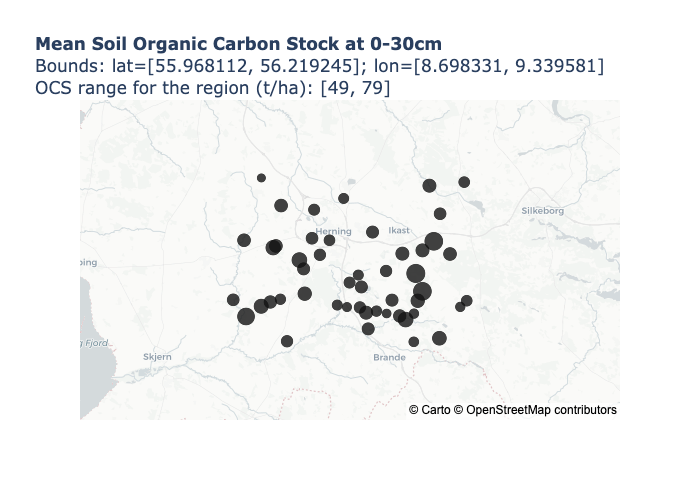 Mean Soil Organic Carbon Stock at 0-30cm
Bounds: lat=[55.968112, 56.219245]; lon=[8.698331, 9.339581]
OCS range for the region (t/ha): [49, 79]
Silkeborg
Herning
Ikast
ing
Fjord
Skjern
Brande
© Carto © OpenStreetMap contributors